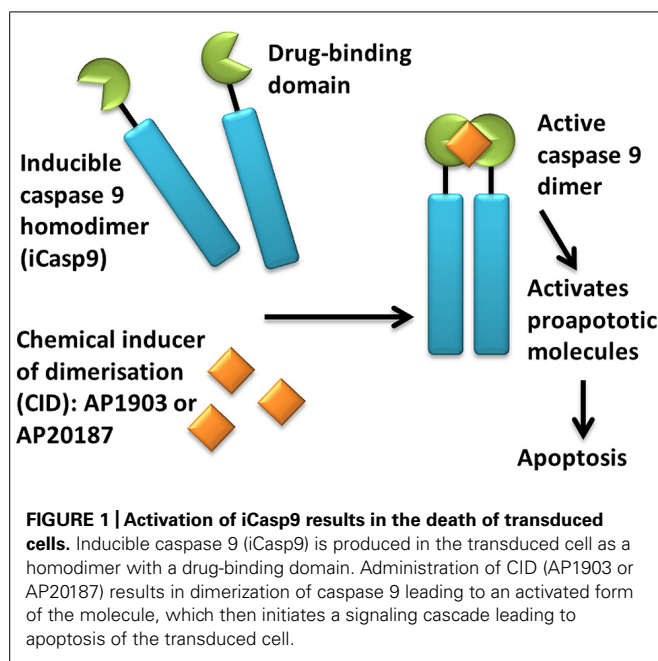 Drug-binding
domain
Inducible
caspase 9
homodimer
(iCasp9)
Chemical inducer
of dimerisation
(CID): AP1903 or
AP20187
Active
caspase 9
dimer
Activates
proapototic
molecules
Apoptosis
FIGURE 1 | Activation of iCasp9 results in the death of transduced
cells. Inducible caspase 9 (iCasp9) is produced in the transduced cell as a
homodimer with a drug-binding domain. Administration of CID (AP1903 or
AP20187) results in dimerization of caspase 9 leading to an activated form
of the molecule, which then initiates a signaling cascade leading to
apoptosis of the transduced cell.